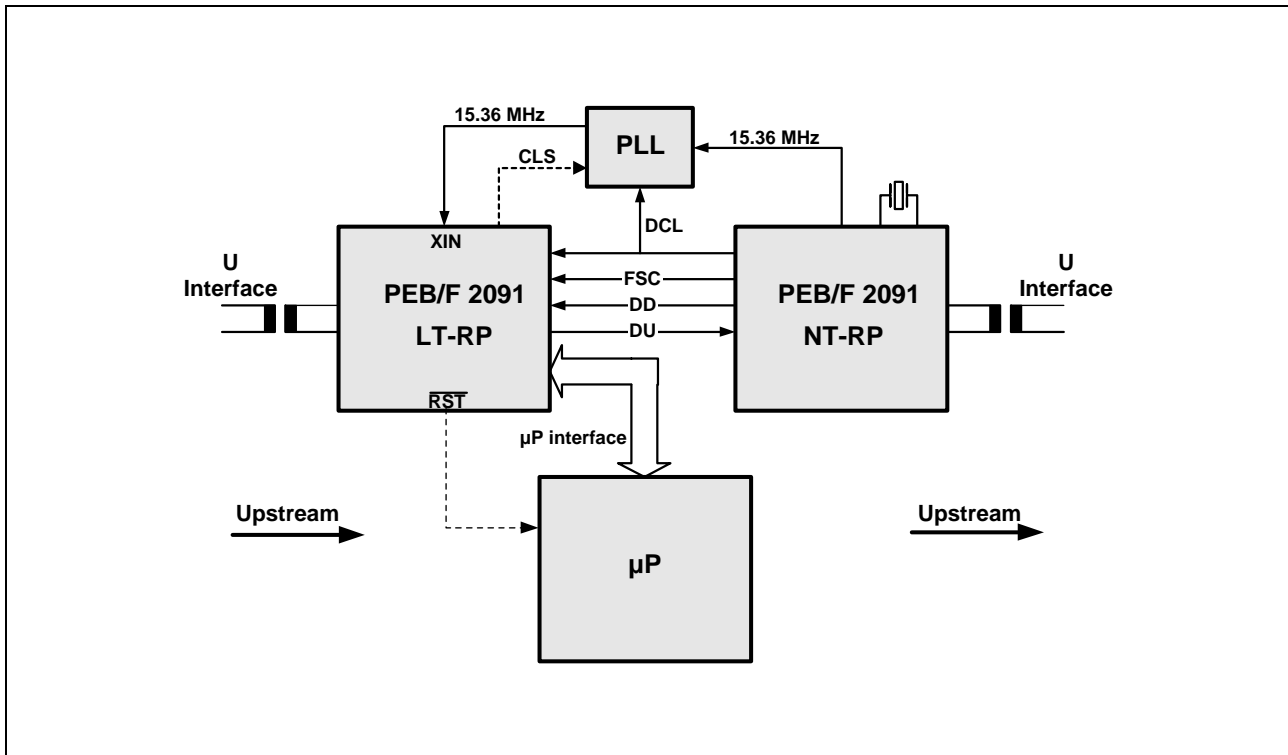 15.36 MHz
PLL
15.36 MHz
CLS
DCL
XIN
U
Interface
FSC
U
Interface
PEB/F 2091
LT-RP
DD
PEB/F 2091
NT-RP
DU
RST
µP interface
Upstream
Upstream
µP